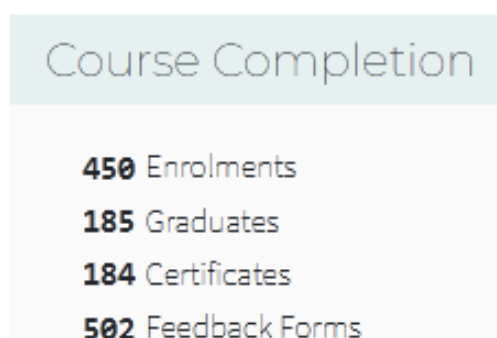 Course Completion
450 Enrolments
185 Graduates
184 Certificates
502 Feedback Forms